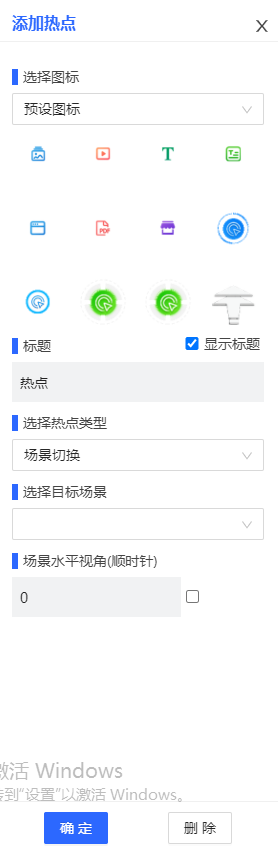 添加热点
X
选择图标
预设图标
T
T
PDF
标题
显示标题
热点
选择热点类型
场景切换
选择目标场景
场景水平视角(顺时针)
0
激活 Windows
转到“设置”以激活 Windows。
确 定
删 除